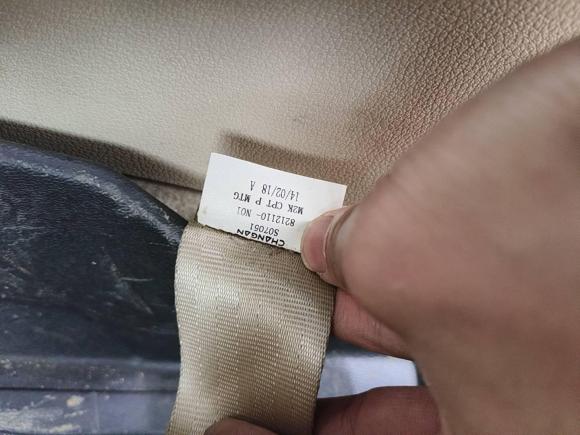 CHANGAN
S07051
8212110- N01
M2K CPT P MTG
14/02/18 A